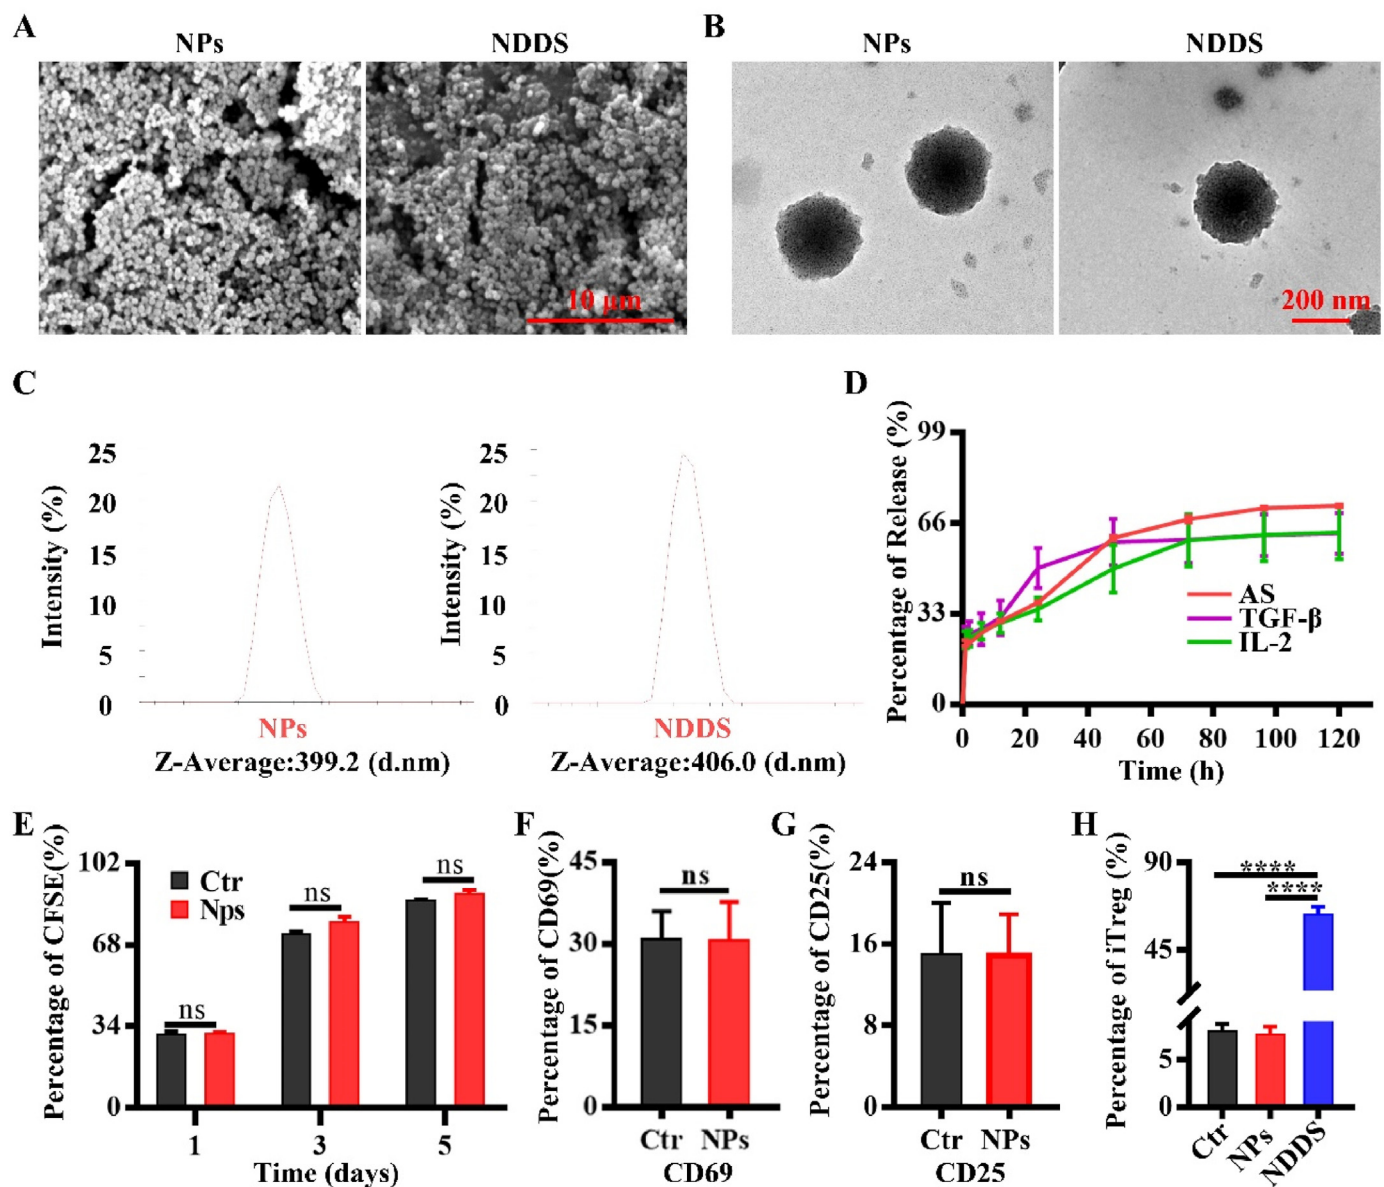 A
NPs
NDDS
10 μm
B
NPs
NDDS
200 nm
C
Intensity (%)
25
20
15
10
5
0
NPs
Z-Average:399.2 (d.nm)
Intensity (%)
25
20
15
10
5
0
NDDS
Z-Average:406.0 (d.nm)
D
Percentage of Release (%)
99
66
33
0
AS
TGF-β
IL-2
0 20 40 60 80 100 120
Time (h)
E
Percentage of CFSE(%)
102
68
34
0
Ctr
Nps
ns
ns
ns
1 3 5
Time (days)
F
Percentage of CD69(%)
45
30
15
0
ns
Ctr NPs
CD69
G
Percentage of CD25(%)
24
16
8
0
ns
Ctr NPs
CD25
H
Percentage of iTreg (%)
90
45
5
0
****
****
Ctr
NPs
NDDS